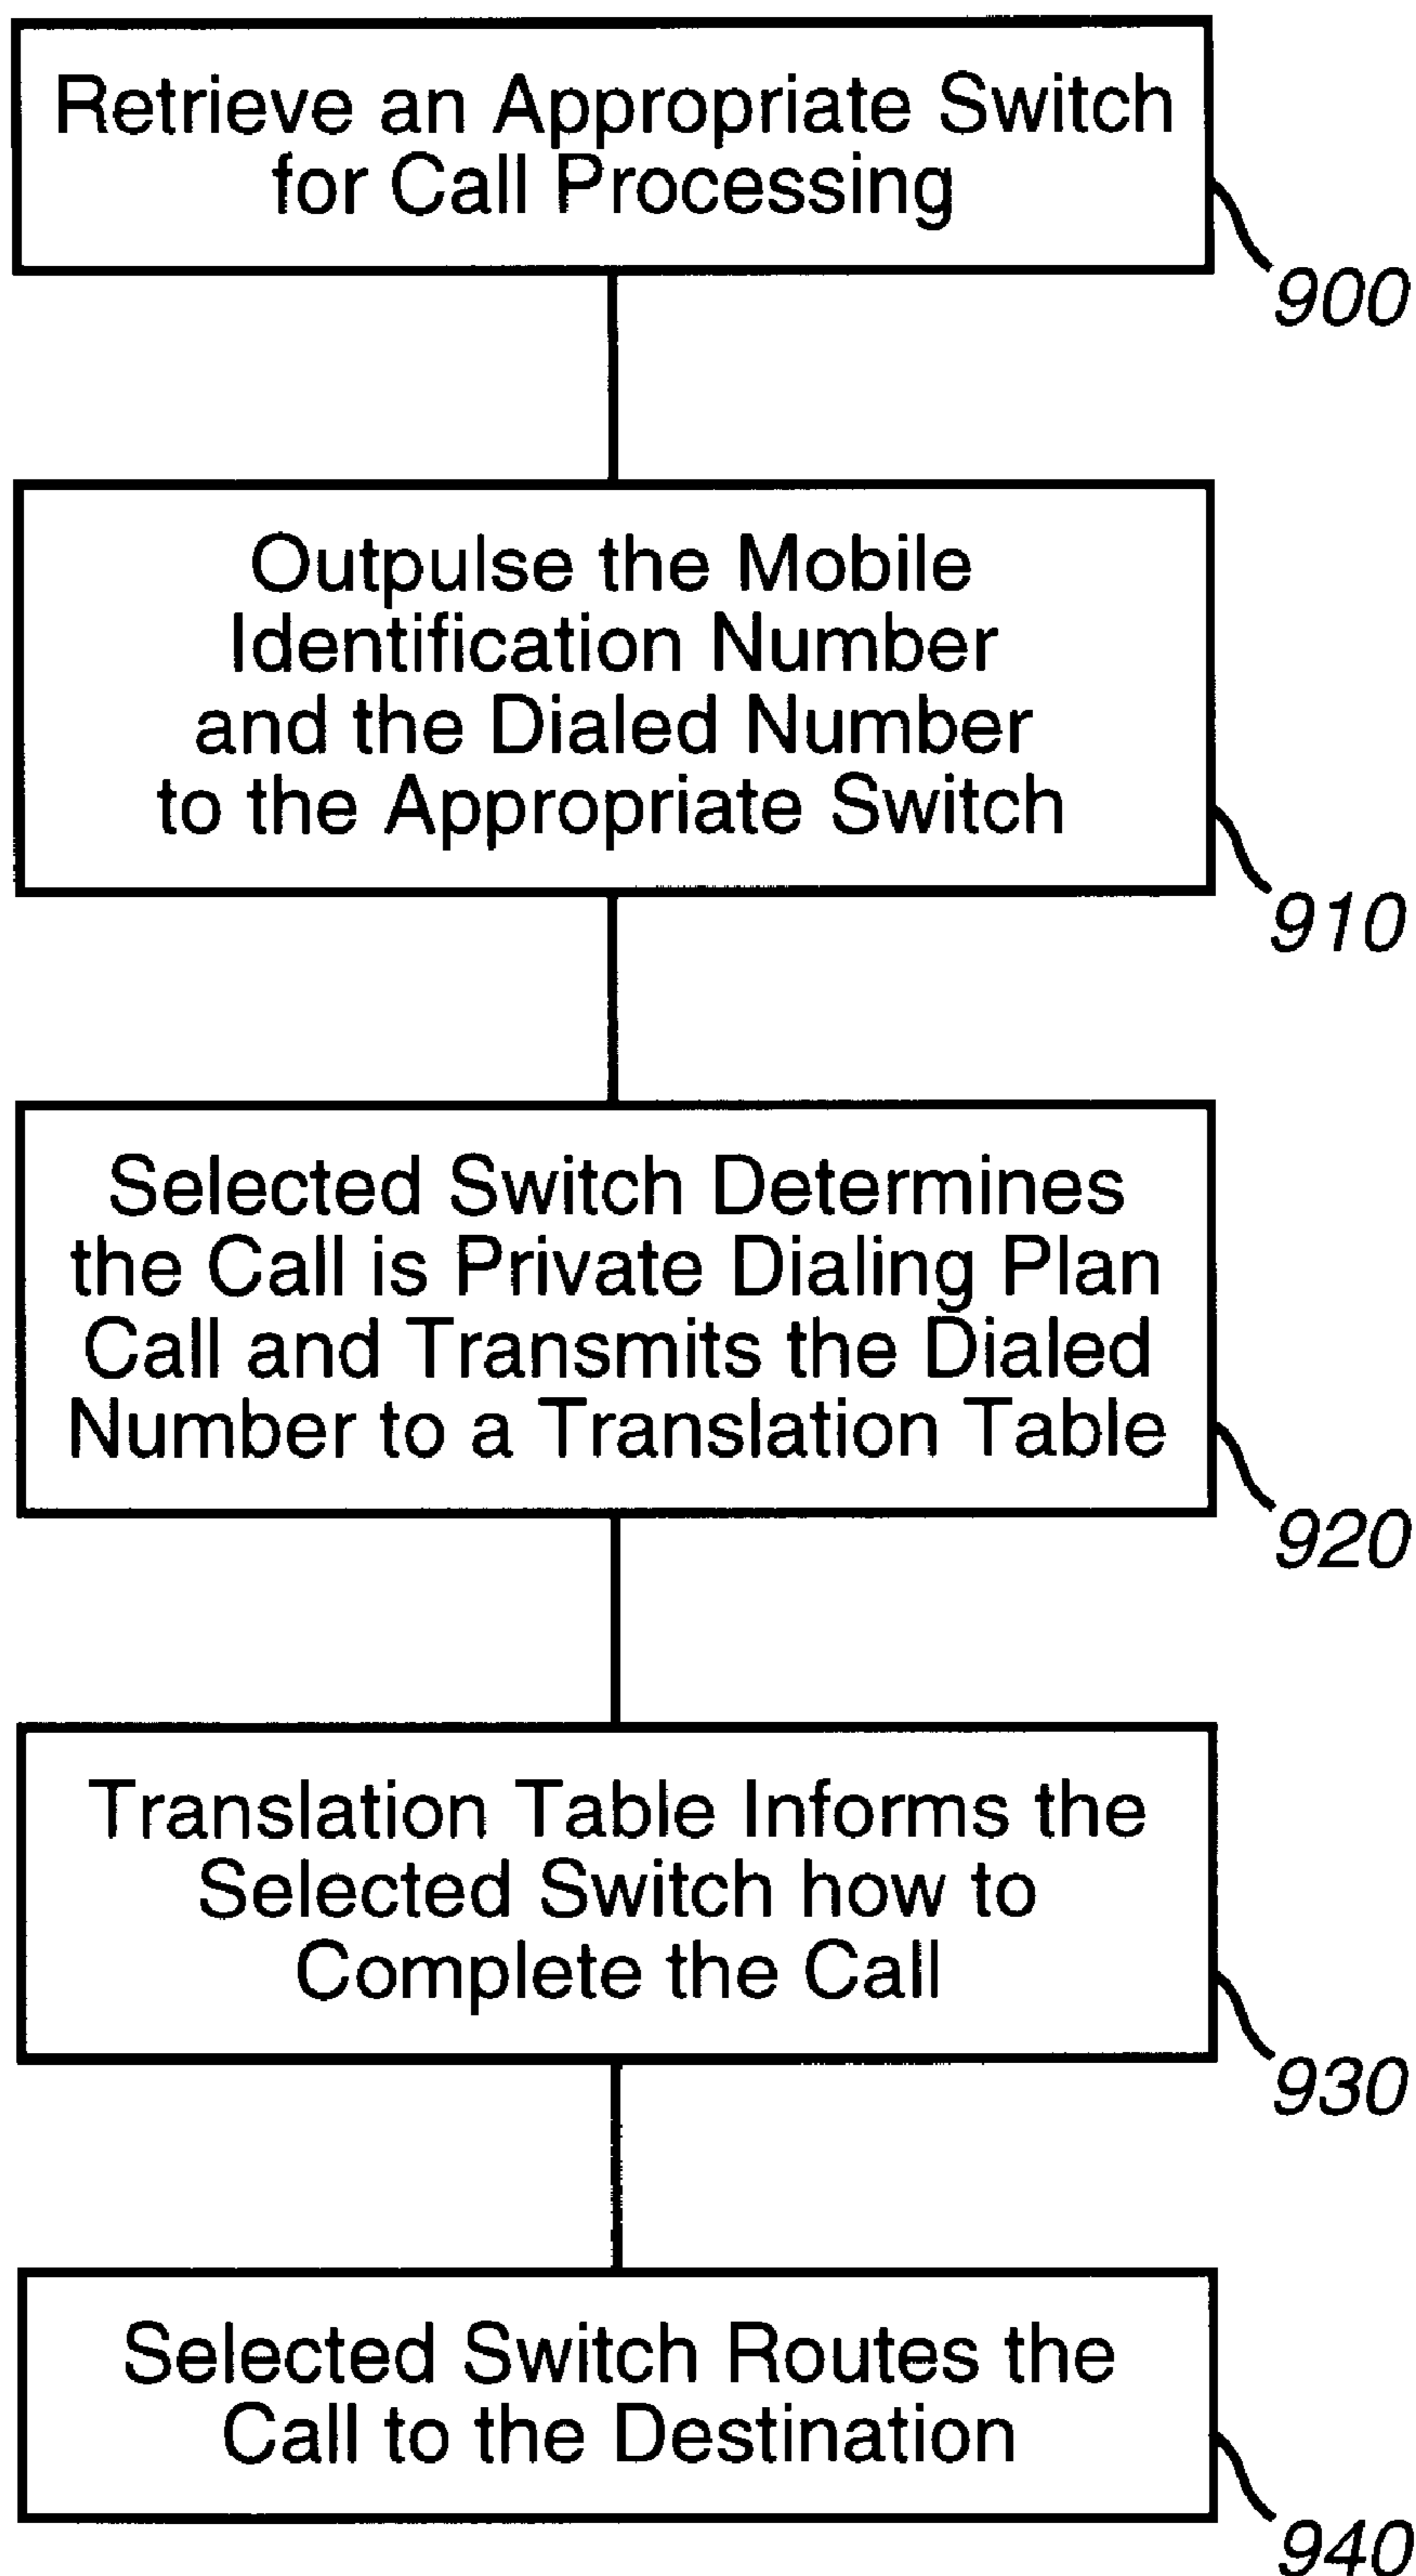 Retrieve an Appropriate Switch
for Call Processing
900
Outpulse the Mobile
Identification Number
and the Dialed Number
to the Appropriate Switch
910
Selected Switch Determines
the Call is Private Dialing Plan
Call and Transmits the Dialed
Number to a Translation Table
920
Translation Table Informs the
Selected Switch how to
Complete the Call
930
Selected Switch Routes the
Call to the Destination
940